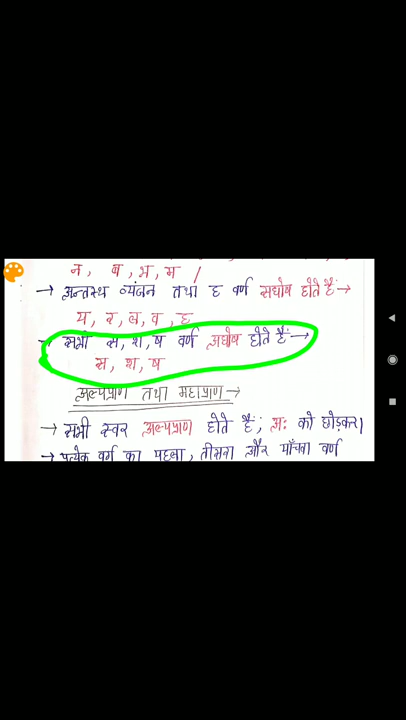 न, ब, भ, म /
→ अन्तस्थ व्यंजन तथा ह वर्ण सघोष होते हैं→
य, र, ल, व, ह
→ सभी स, श, ष वर्ण अघोष होते हैं→
स, श, ष
अल्पप्राण तथा महाप्राण→
→ सभी स्वर अल्पप्राण होते हैं; अः को छोड़कर।
→ प्रत्येक वर्ग का पहला, तीसरा और पाँचवा वर्ण